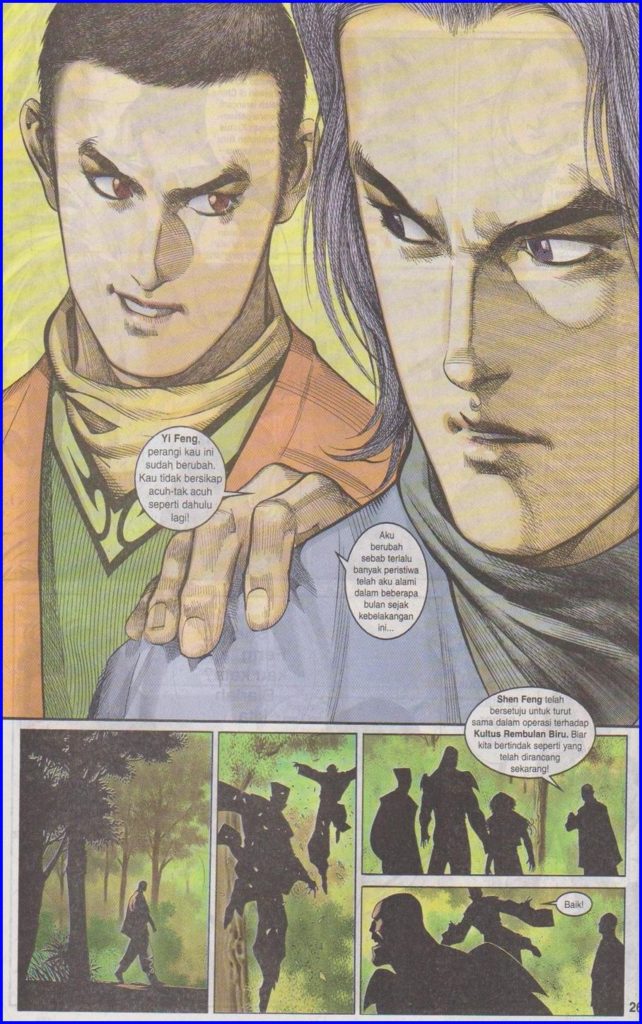 Yi Feng,
perangi kau ini
sudah berubah.
Kau tidak bersikap
acuh-tak acuh
seperti dahulu
lagi!
Aku
berubah
sebab terlalu
banyak peristiwa
telah aku alami
dalam beberapa
bulan sejak
kebelakangan
ini...
Shen Feng telah
bersetuju untuk turut
sama dalam operasi terhadap
Kultus Rembulan Biru. Biar
kita bertindak seperti yang
telah dirancang
sekarang!
Baik!